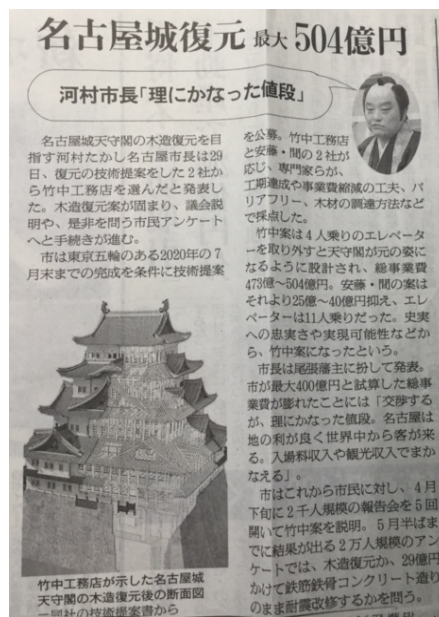 名古屋城復元 最大504億円
河村市長「理にかなった値段」
名古屋城天守閣の木造復元を目
指す河村たかし名古屋市長は29
日、復元の技術提案をした2社か
ら竹中工務店を選んだと発表し
た。木造復元案が固まり、議会説
明や、是非を問う市民アンケート
へと手続きが進む。
市は東京五輪のある2020年の7
月末までの完成を条件に技術提案
を公募。竹中工務店
と安藤・間の2社が
応じ、専門家らが、
工期達成や事業費縮減の工夫、バ
リアフリー、木材の調達方法など
で採点した。
竹中案は4人乗りのエレベータ
ーを取り外すと天守閣が元の姿に
なるように設計され、総事業費
473億～504億円。安藤・間の案は
それより25億～40億円抑え、エレ
ベーターは11人乗りだった。史実
への忠実さや実現可能性などか
ら、竹中案になったという。
市長は尾張藩主に扮して発表。
市が最大400億円と試算した総事
業費が膨れたことには「交渉する
が、理にかなった値段。名古屋は
地の利が良く世界中から客が来
る。入場料収入や観光収入でまか
なえる」。
市はこれから市民に対し、4月
下旬に2千人規模の報告会を5回
開いて竹中案を説明。5月半ばま
でに結果が出る2万人規模のアン
ケートでは、木造復元か、29億円
かけて鉄筋鉄骨コンクリート造り
のまま耐震改修するかを問う。
竹中工務店が示した名古屋城
天守閣の木造復元後の断面図
＝同社の技術提案書から